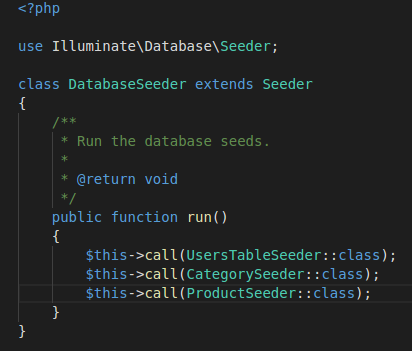 <?php
use Illuminate\Database\Seeder;
class DatabaseSeeder extends Seeder
{
/**
* Run the database seeds.
*
* @return void
*/
public function run()
{
$this->call(UsersTableSeeder::class);
$this->call(CategorySeeder::class);
$this->call(ProductSeeder::class);
}
}